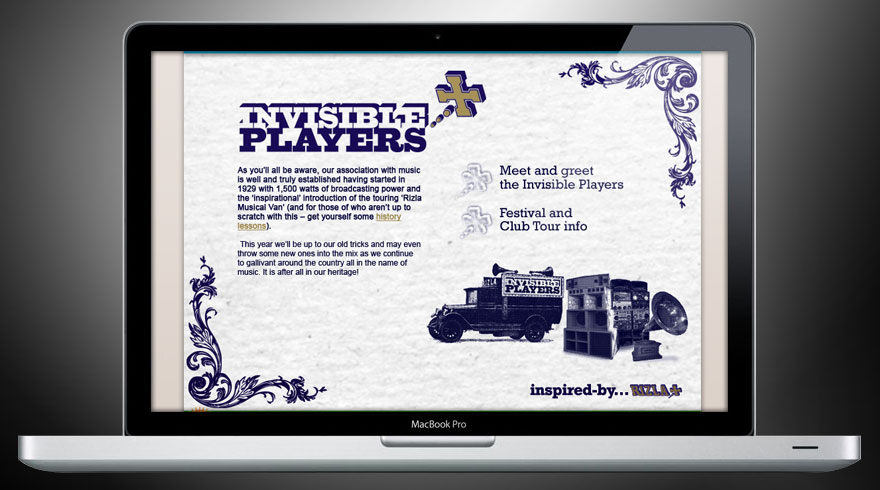 INVISIBLE
PLAYERS
As you'll all be aware, our association with music
is well and truly established having started in
1929 with 1,500 watts of broadcasting power and
the 'inspirational' introduction of the touring 'Rizla
Musical Van' (and for those of who aren't up to
scratch with this – get yourself some history
lessons).
This year we'll be up to our old tricks and may even
throw some new ones into the mix as we continue
to gallivant around the country all in the name of
music. It is after all in our heritage!
Meet and greet
the Invisible Players
Festival and
Club Tour info
INVISIBLE
PLAYERS
inspired-by... RIZLA
MacBook Pro